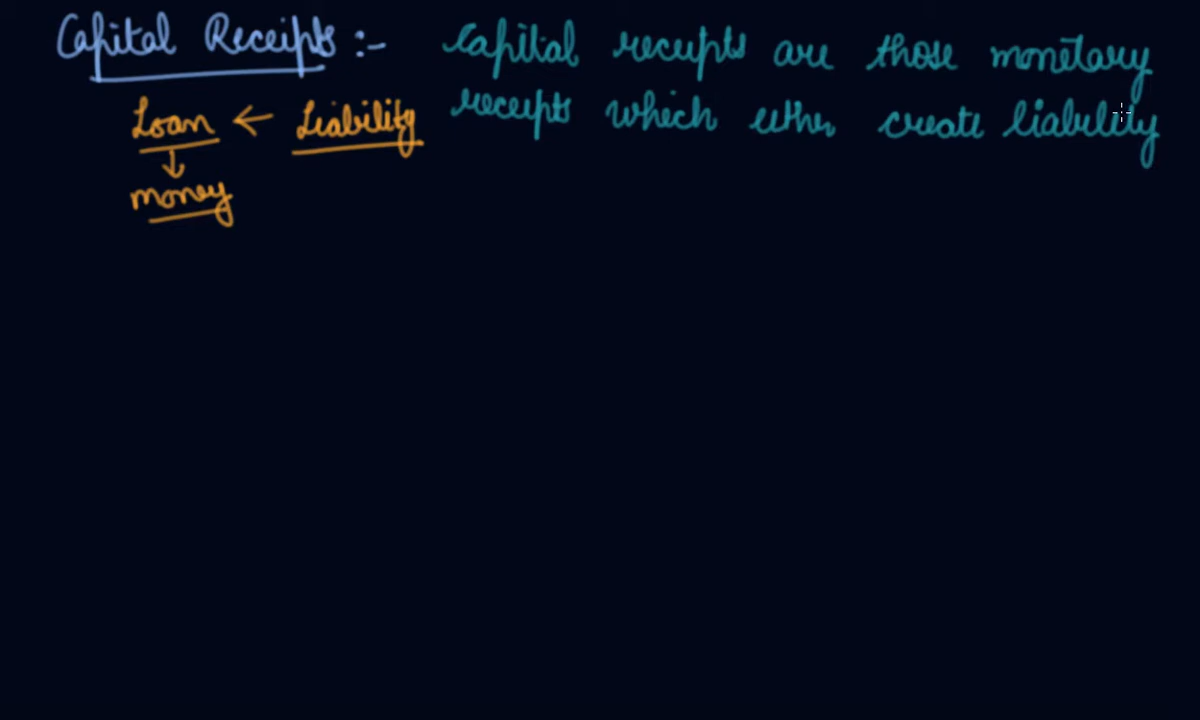 Capital Receipts :-
Capital receipts are those monetary
receipts which either create liability
Loan ← Liability
↓
money